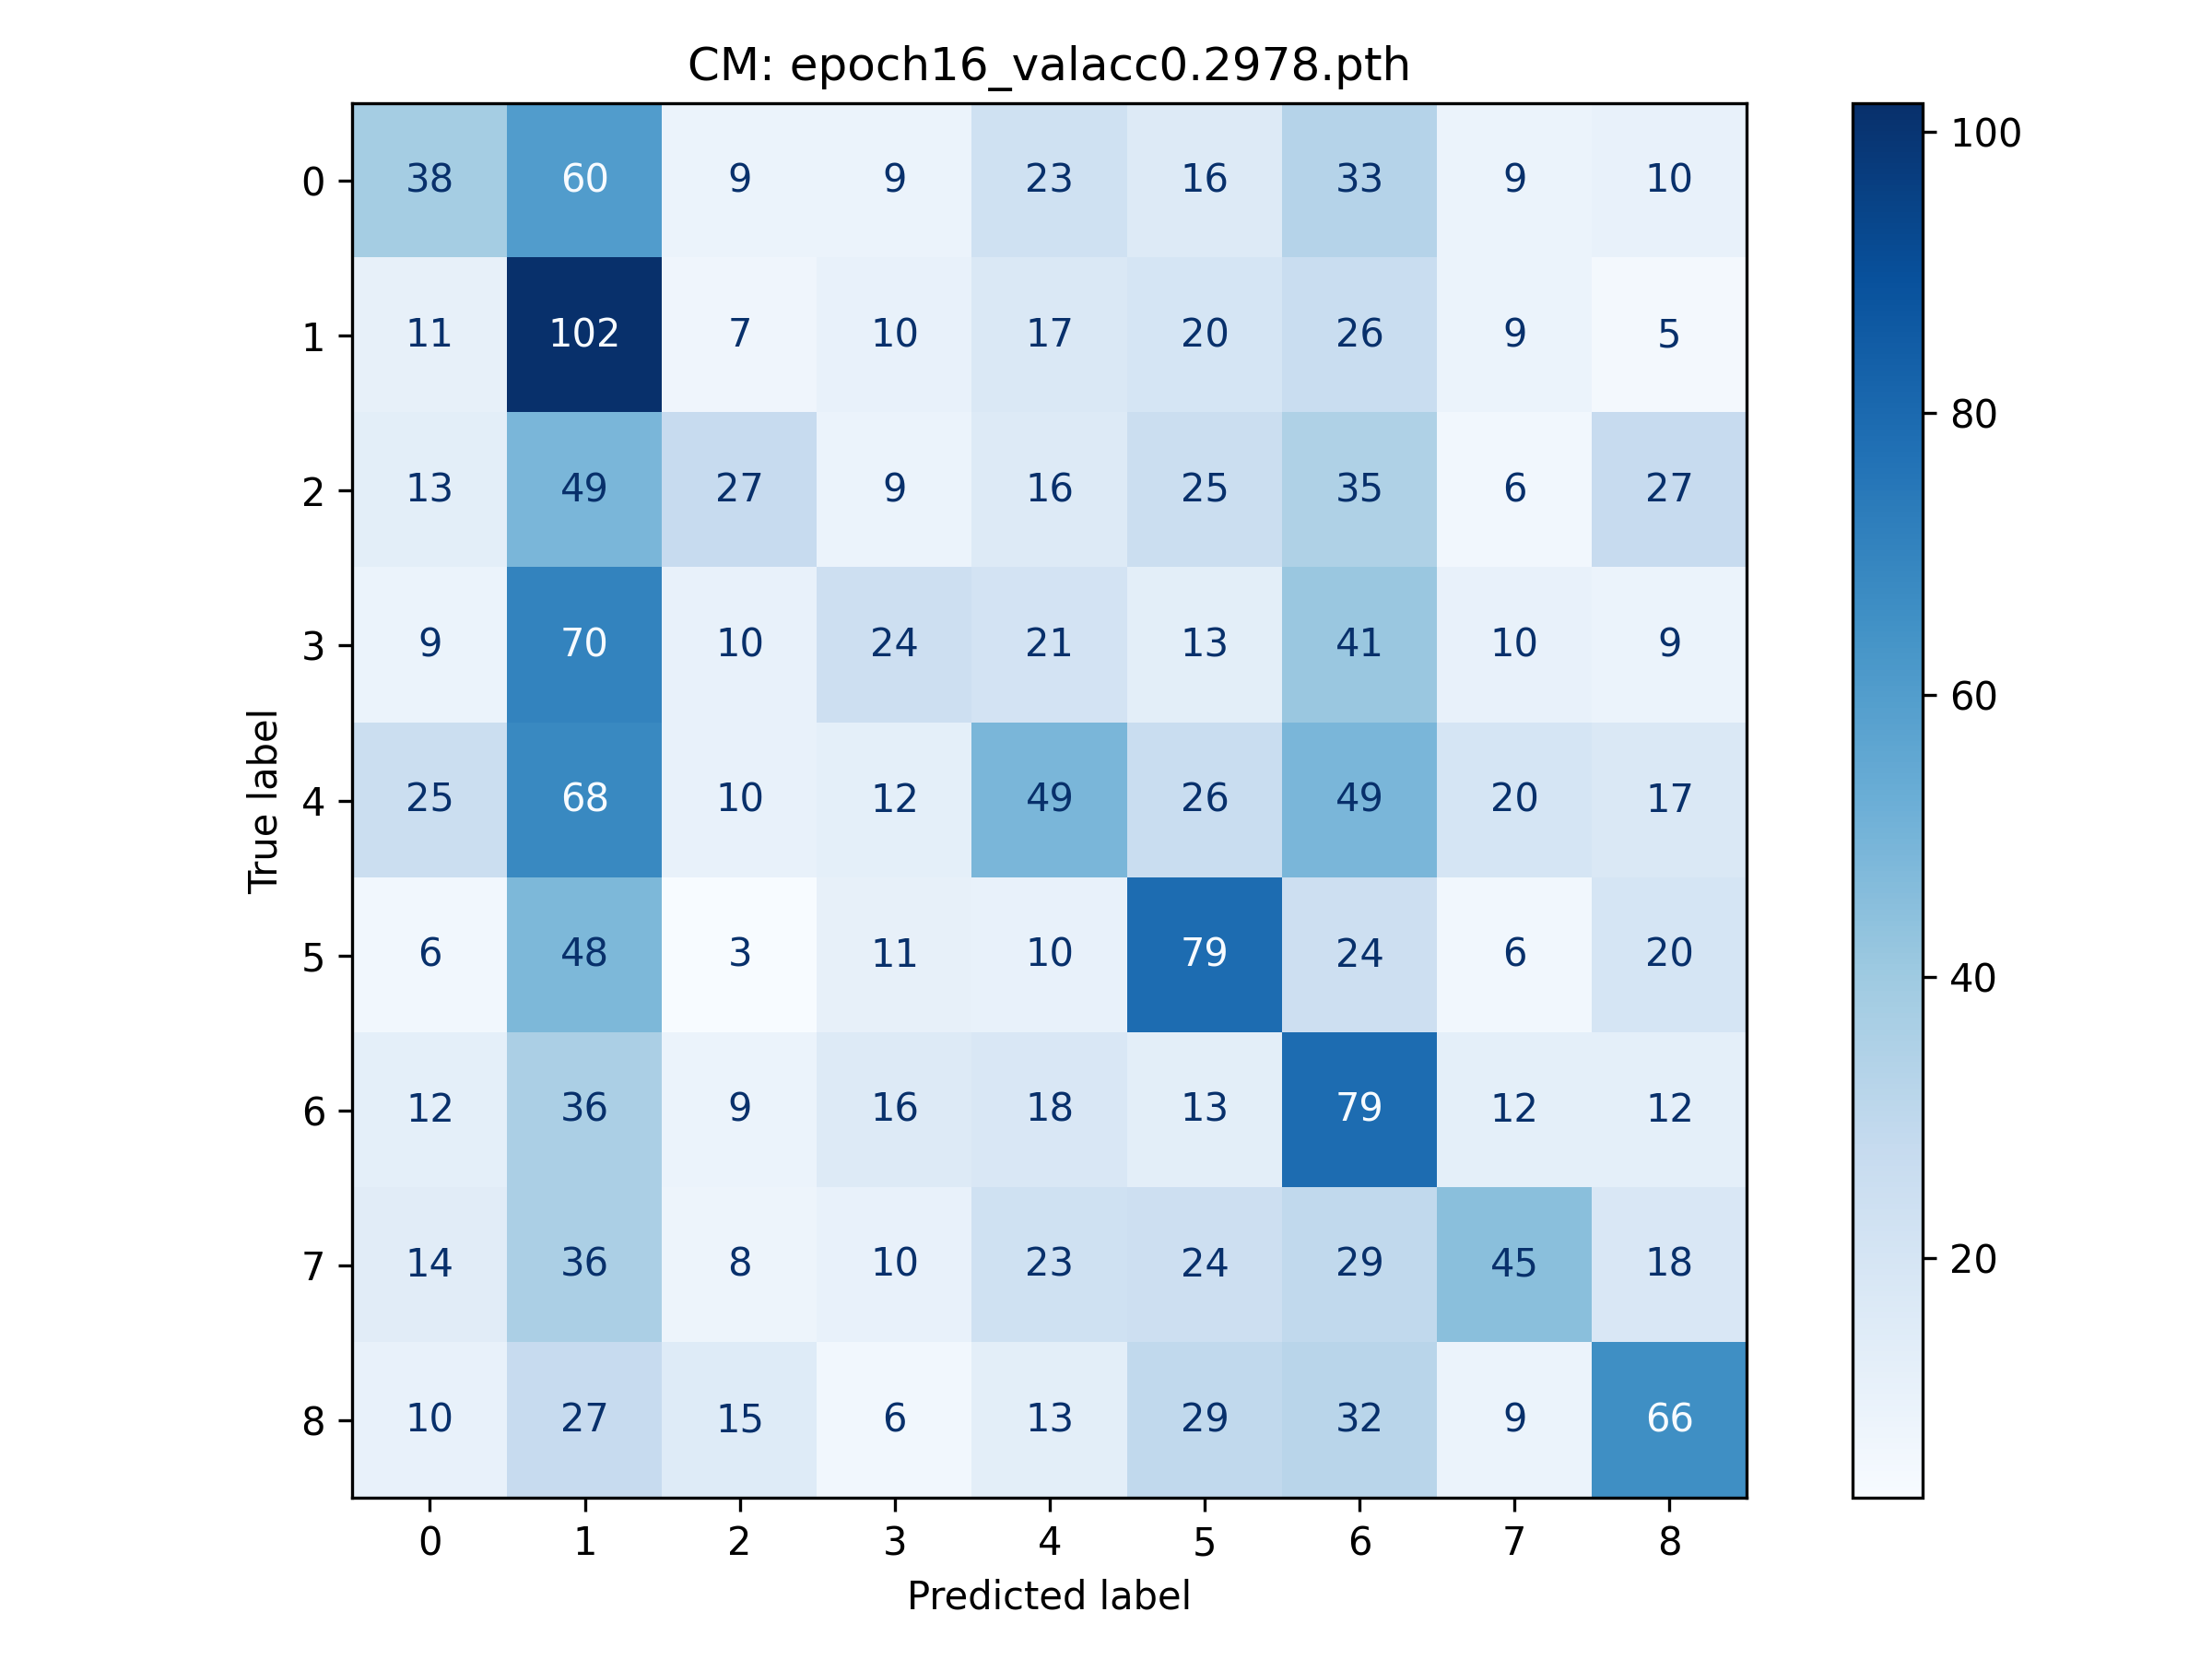 CM: epoch16_valacc0.2978.pth
0 38 60 9 9 23 16 33 9 10
1 11 102 7 10 17 20 26 9 5
2 13 49 27 9 16 25 35 6 27
3 9 70 10 24 21 13 41 10 9
4 25 68 10 12 49 26 49 20 17
5 6 48 3 11 10 79 24 6 20
6 12 36 9 16 18 13 79 12 12
7 14 36 8 10 23 24 29 45 18
8 10 27 15 6 13 29 32 9 66
0 1 2 3 4 5 6 7 8
Predicted label
True label
100
80
60
40
20